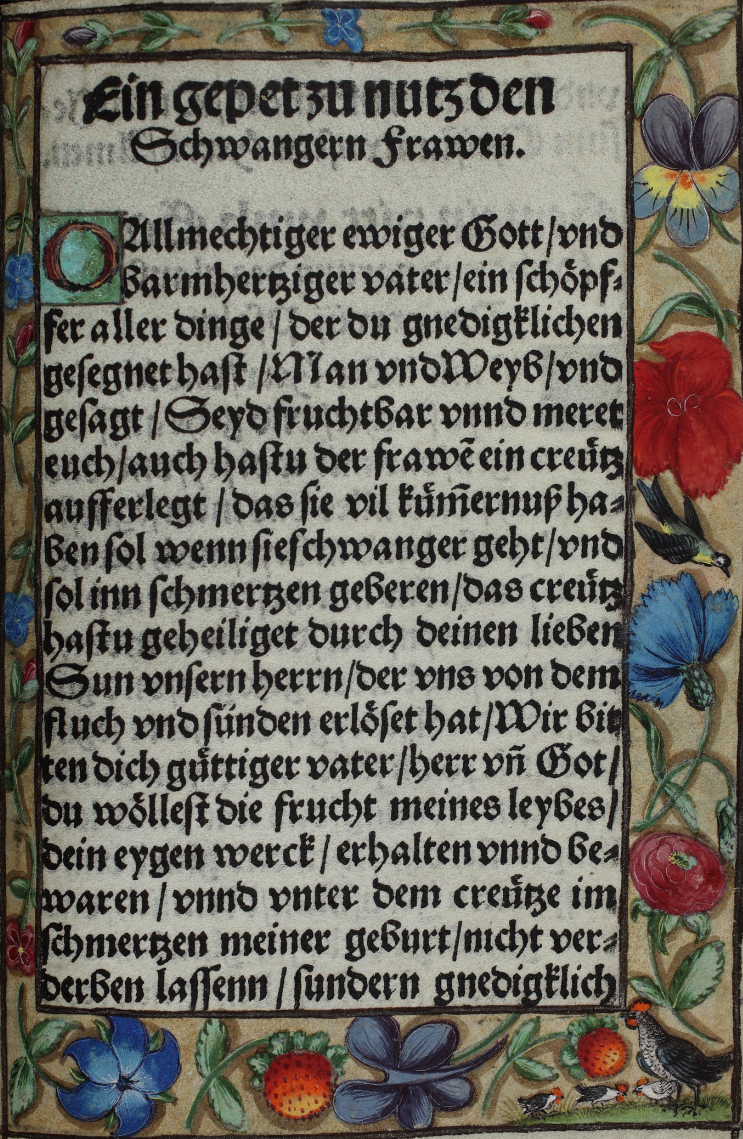 Ein gepet zu nutz den
Schwangern Frawen.
O Allmechtiger ewiger Gott/vnd
Barmhertziger vater/ein schöpf-
fer aller dinge / der du gnedigklichen
gesegnet hast / Man vnd Weyb/vnd
gesagt / Seyd fruchtbar vnnd meret
euch/auch hastu der frawē ein creütz
aufferlegt / das sie vil küm̃ernuß ha-
ben sol wenn sie schwanger geht/vnd
sol inn schmertzen geberen/das creütz
hastu geheiliget durch deinen lieben
Sun vnsern herrn/der vns von dem
fluch vnd sünden erlöset hat/Wir bit
ten dich güttiger vater/herr vñ Got/
du wöllest die frucht meines leybes/
dein eygen werck / erhalten vnnd be-
waren / vnnd vnter dem creütze im
schmertzen meiner geburt/nicht ver-
derben lassenn / sundern gnedigklich